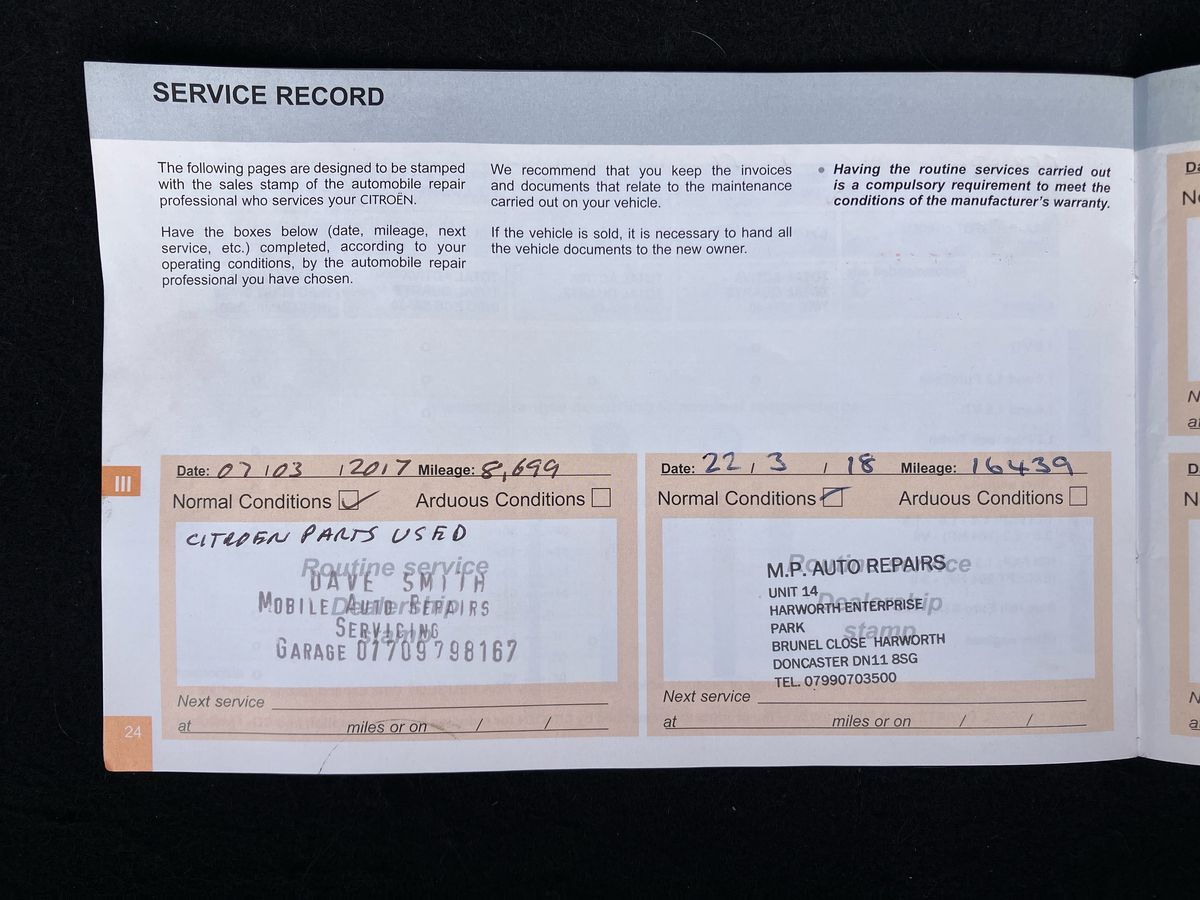 SERVICE RECORD
The following pages are designed to be stamped
with the sales stamp of the automobile repair
professional who services your CITROËN.
Have the boxes below (date, mileage, next
service, etc.) completed, according to your
operating conditions, by the automobile repair
professional you have chosen.
We recommend that you keep the invoices
and documents that relate to the maintenance
carried out on your vehicle.
If the vehicle is sold, it is necessary to hand all
the vehicle documents to the new owner.
• Having the routine services carried out
is a compulsory requirement to meet the
conditions of the manufacturer's warranty.
III
Date: 07 / 03 / 2017 Mileage: 8,699
Normal Conditions Arduous Conditions
CITROEN PARTS USED
Routine service
Dealership
stamp
DAVE SMITH
MOBILE AUTO REPAIRS
SERVICING
GARAGE 07709798167
Next service
at miles or on / /
Date: 22 / 3 / 18 Mileage: 16439
Normal Conditions Arduous Conditions
Routine service
Dealership
stamp
M.P. AUTO REPAIRS
UNIT 14
HARWORTH ENTERPRISE
PARK
BRUNEL CLOSE HARWORTH
DONCASTER DN11 8SG
TEL. 07990703500
Next service
at miles or on / /
24